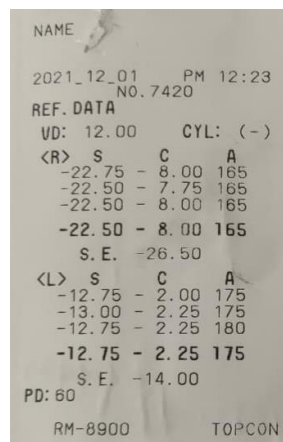 NAME
2021_12_01 PM 12:23
NO.7420
REF.DATA
VD: 12.00 CYL: (-)
<R> S C A
-22.75 - 8.00 165
-22.50 - 7.75 165
-22.50 - 8.00 165
-22.50 - 8.00 165
S.E. -26.50
<L> S C A
-12.75 - 2.00 175
-13.00 - 2.25 175
-12.75 - 2.25 180
-12.75 - 2.25 175
S.E. -14.00
PD:60
RM-8900 TOPCON